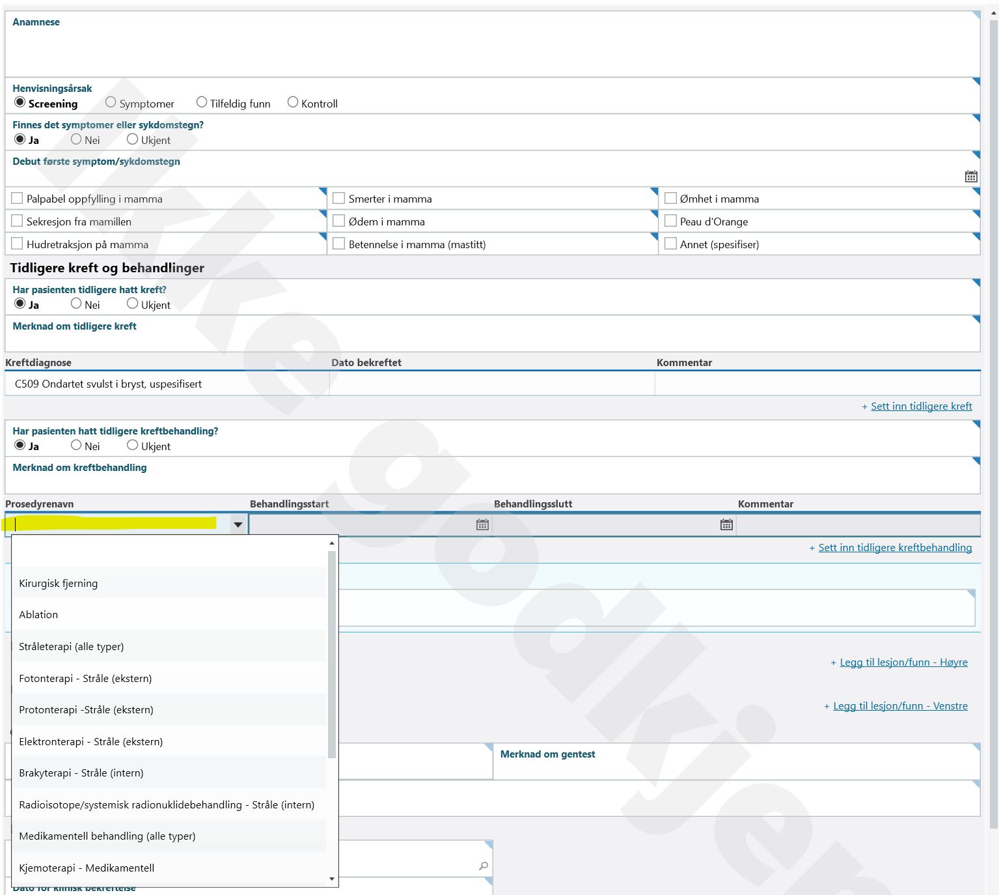 Anamnese
Henvisningsårsak
Screening Symptomer Tilfeldig funn Kontroll
Finnes det symptomer eller sykdomstegn?
Ja Nei Ukjent
Debut første symptom/sykdomstegn
Palpabel oppfylling i mamma Smerter i mamma Ømhet i mamma
Sekresjon fra mamillen Ødem i mamma Peau d'Orange
Hudretraksjon på mamma Betennelse i mamma (mastitt) Annet (spesifiser)
Tidligere kreft og behandlinger
Har pasienten tidligere hatt kreft?
Ja Nei Ukjent
Merknad om tidligere kreft
Kreftdiagnose Dato bekreftet Kommentar
C509 Ondartet svulst i bryst, uspesifisert
+ Sett inn tidligere kreft
Har pasienten hatt tidligere kreftbehandling?
Ja Nei Ukjent
Merknad om kreftbehandling
Prosedyrenavn Behandlingsstart Behandlingsslutt Kommentar
+ Sett inn tidligere kreftbehandling
Kirurgisk fjerning
Ablation
Stråleterapi (alle typer)
+ Legg til lesjon/funn - Høyre
Fotonterapi - Stråle (ekstern)
+ Legg til lesjon/funn - Venstre
Protonterapi -Stråle (ekstern)
Elektronterapi - Stråle (ekstern)
Merknad om gentest
Brakyterapi - Stråle (intern)
Radioisotope/systemisk radionuklidebehandling - Stråle (intern)
Medikamentell behandling (alle typer)
Kjemoterapi - Medikamentell
Dato for klinisk bekreftelse
Ikke godkjen